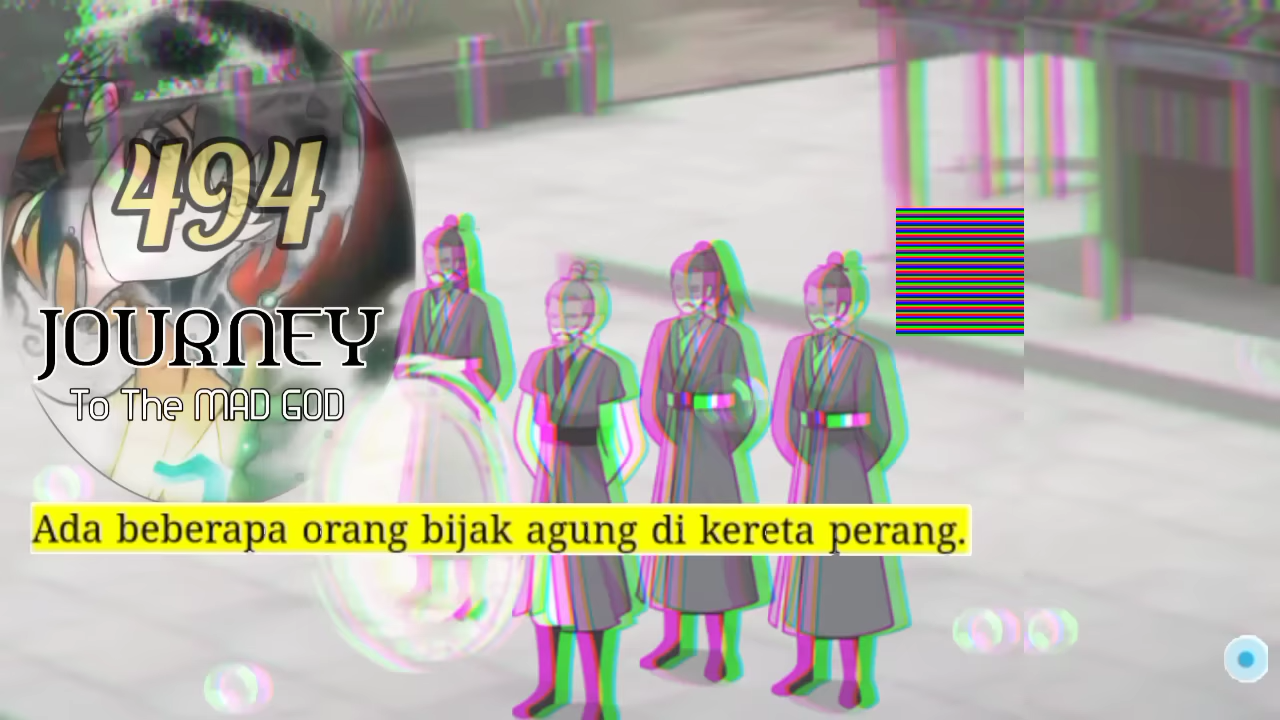 494
JOURNEY
To The MAD GOD
Ada beberapa orang bijak agung di kereta perang.